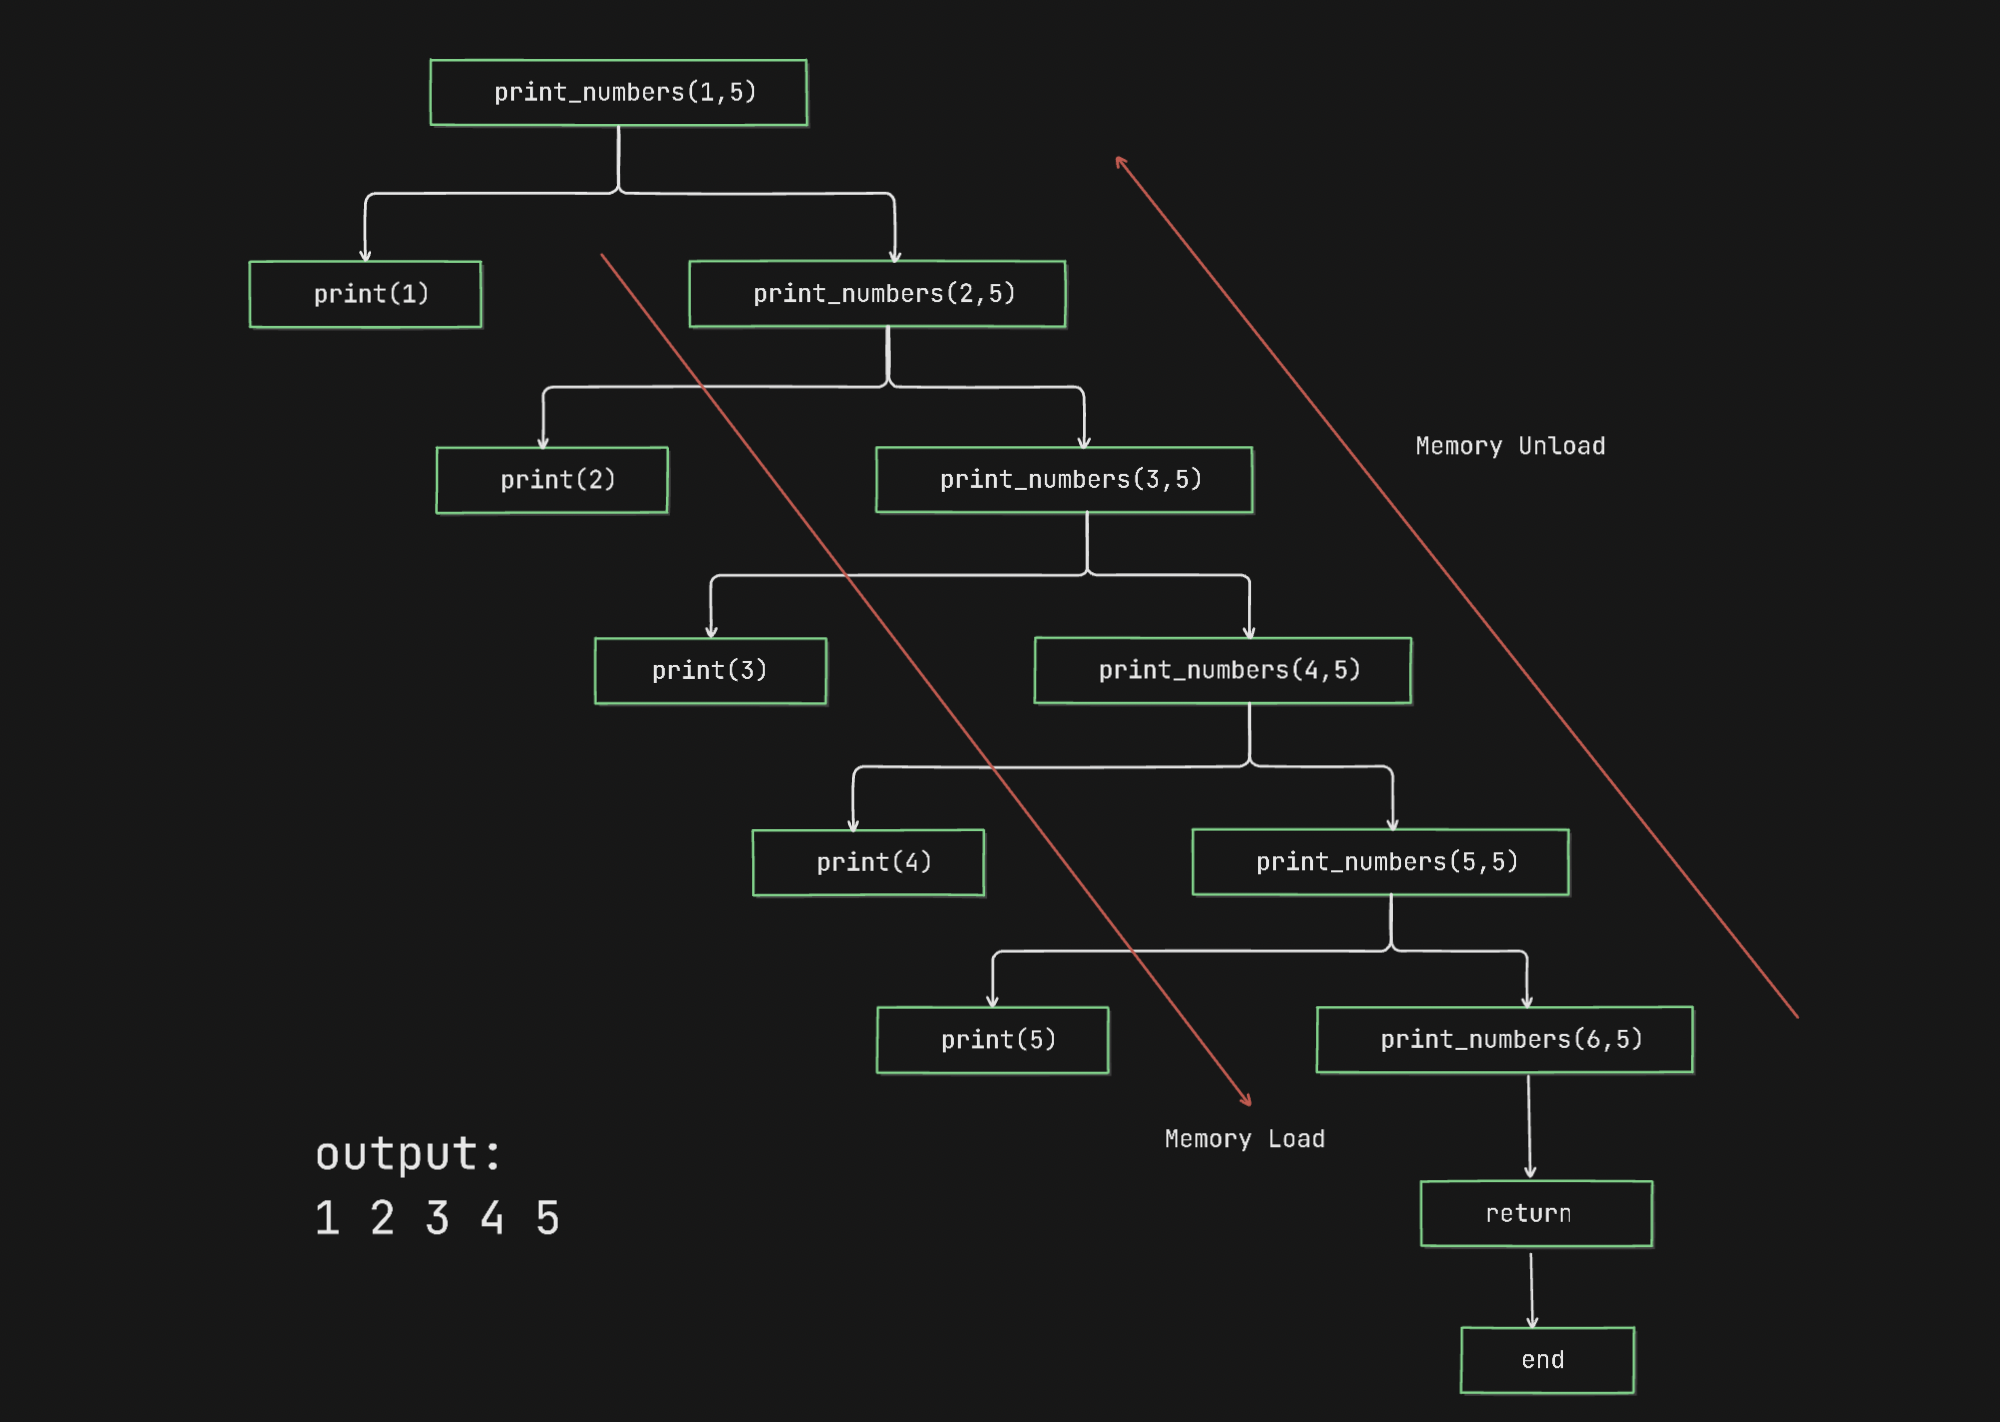 print_numbers(1,5)
print(1)
print_numbers(2,5)
Memory Unload
print(2)
print_numbers(3,5)
print(3)
print_numbers(4,5)
print(4)
print_numbers(5,5)
print(5)
print_numbers(6,5)
Memory Load
output:
1 2 3 4 5
return
end